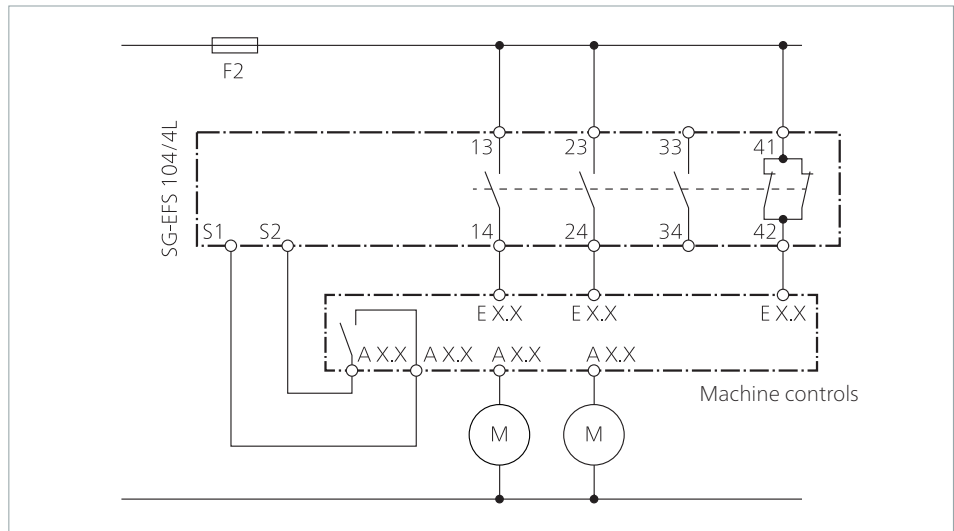 F2
SG-EFS 104/4L
13 23 33 41
S1 S2 14 24 34 42
E X.X E X.X E X.X
A X.X A X.X A X.X A X.X
Machine controls
M M